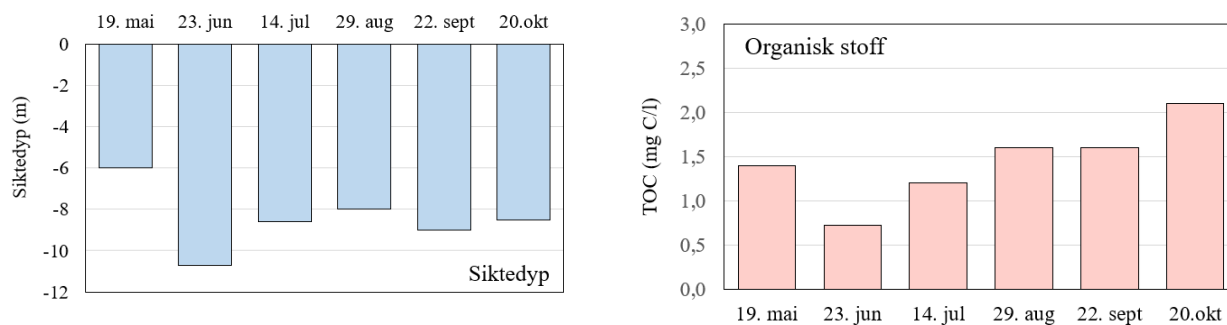 19. mai 23. jun 14. jul 29. aug 22. sept 20.okt
0
-2
-4
-6
-8
-10
-12
Siktedyp (m)
Siktedyp
3,0
2,5
2,0
1,5
1,0
0,5
0,0
TOC (mg C/l)
Organisk stoff
19. mai 23. jun 14. jul 29. aug 22. sept 20.okt